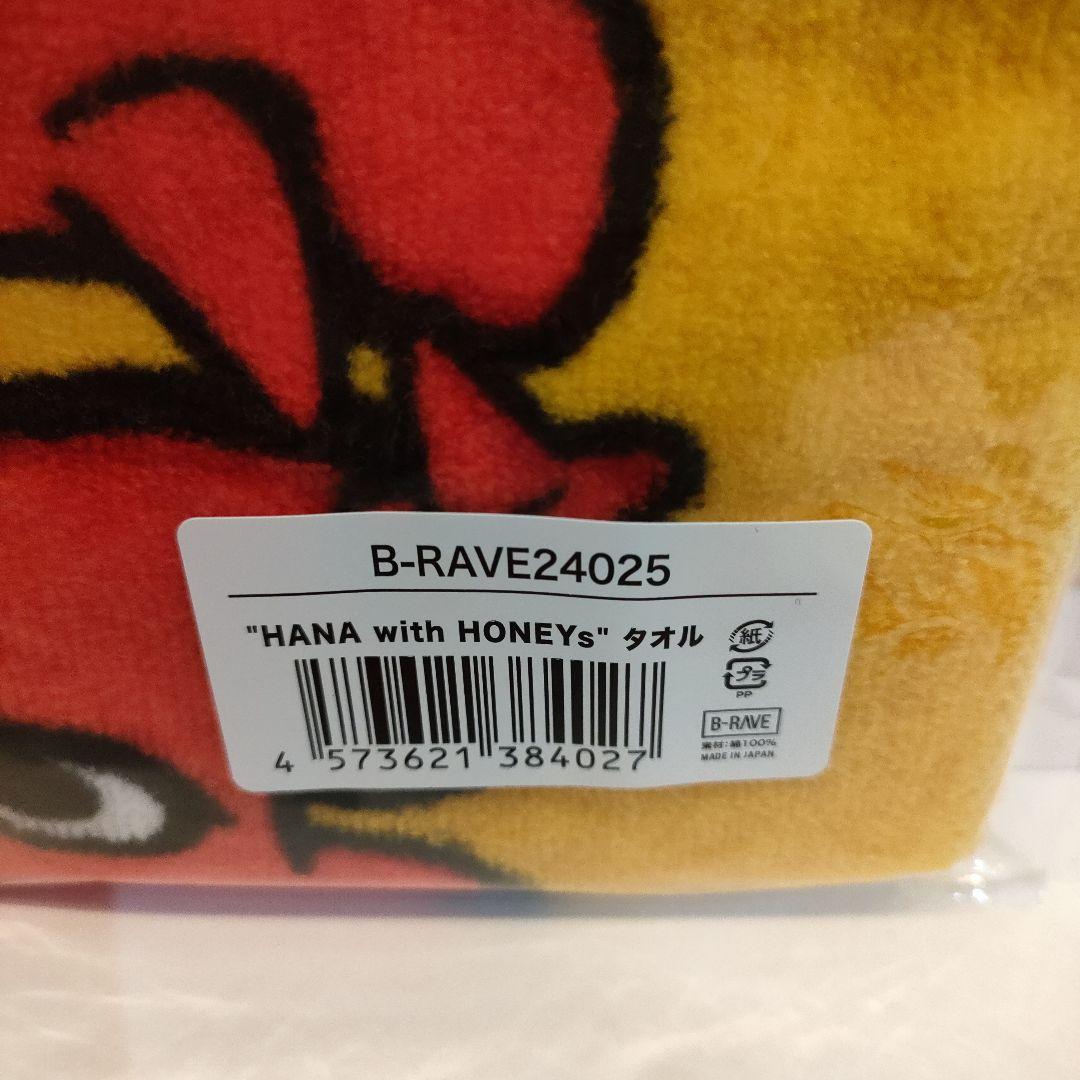 B-RAVE24025
"HANA with HONEYs" タオル
紙
プラ
PP
B-RAVE
素材:綿100%
MADE IN JAPAN
4 573621 384027